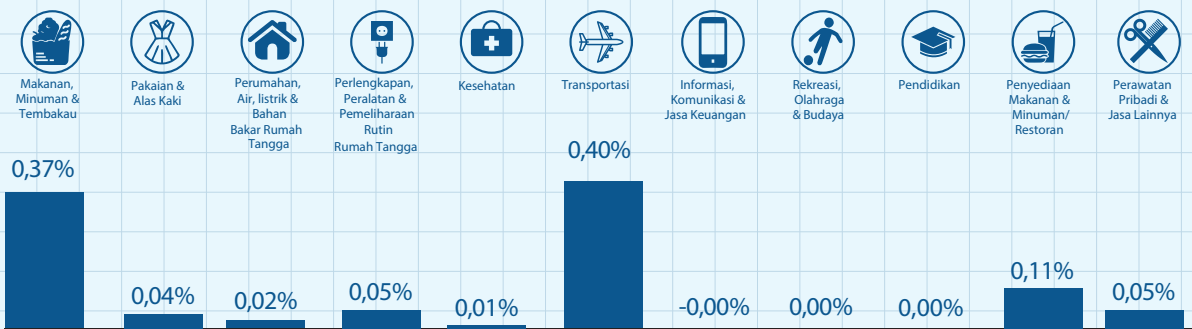 Makanan,
Minuman &
Tembakau
Pakaian &
Alas Kaki
Perumahan,
Air, listrik &
Bahan
Bakar Rumah
Tangga
Perlengkapan,
Peralatan &
Pemeliharaan
Rutin
Rumah Tangga
Kesehatan
Transportasi
Informasi,
Komunikasi &
Jasa Keuangan
Rekreasi,
Olahraga
& Budaya
Pendidikan
Penyediaan
Makanan &
Minuman/
Restoran
Perawatan
Pribadi &
Jasa Lainnya
0,37%
0,04%
0,02%
0,05%
0,01%
0,40%
-0,00%
0,00%
0,00%
0,11%
0,05%